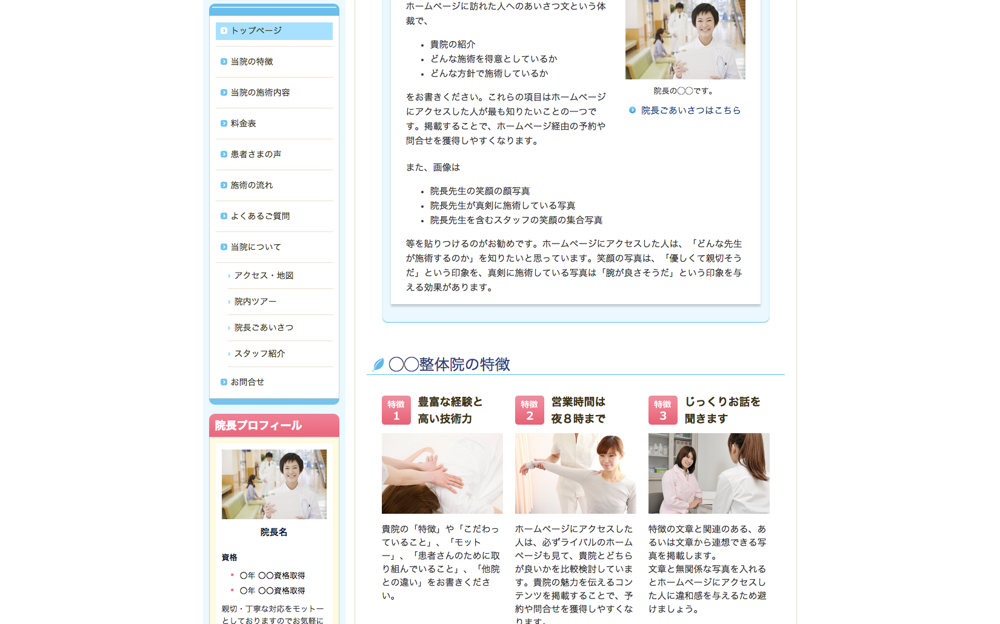 トップページ
当院の特徴
当院の施術内容
料金表
患者さまの声
施術の流れ
よくあるご質問
当院について
アクセス・地図
院内ツアー
院長ごあいさつ
スタッフ紹介
お問合せ
院長プロフィール
院長名
資格
〇年 〇〇資格取得
〇年 〇〇資格取得
親切・丁寧な対応をモットー
としておりますのでお気軽に
ホームページに訪れた人へのあいさつ文という体
裁で、
貴院の紹介
どんな施術を得意としているか
どんな方針で施術しているか
をお書きください。これらの項目はホームページ
にアクセスした人が最も知りたいことの一つで
す。掲載することで、ホームページ経由の予約や
問合せを獲得しやすくなります。
院長の◯◯です。
院長ごあいさつはこちら
また、画像は
院長先生の笑顔の顔写真
院長先生が真剣に施術している写真
院長先生を含むスタッフの笑顔の集合写真
等を貼りつけるのがお勧めです。ホームページにアクセスした人は、「どんな先生
が施術するのか」を知りたいと思っています。笑顔の写真は、「優しくて親切そう
だ」という印象を、真剣に施術している写真は「腕が良さそうだ」という印象を与
える効果があります。
◯◯整体院の特徴
特徴
1
豊富な経験と
高い技術力
貴院の「特徴」や「こだわっ
ていること」、「モット
ー」、「患者さんのために取
り組んでいること」、「他院
との違い」をお書きくださ
い。
特徴
2
営業時間は
夜８時まで
ホームページにアクセスした
人は、必ずライバルのホーム
ページも見て、貴院とどちら
が良いかを比較検討していま
す。貴院の魅力を伝えるコン
テンツを掲載することで、予
約や問合せを獲得しやすくな
ります。
特徴
3
じっくりお話を
聞きます
特徴の文章と関連のある、あ
るいは文章から連想できる写
真を掲載します。
文章と無関係な写真を入れる
とホームページにアクセスし
た人に違和感を与えるため避
けましょう。